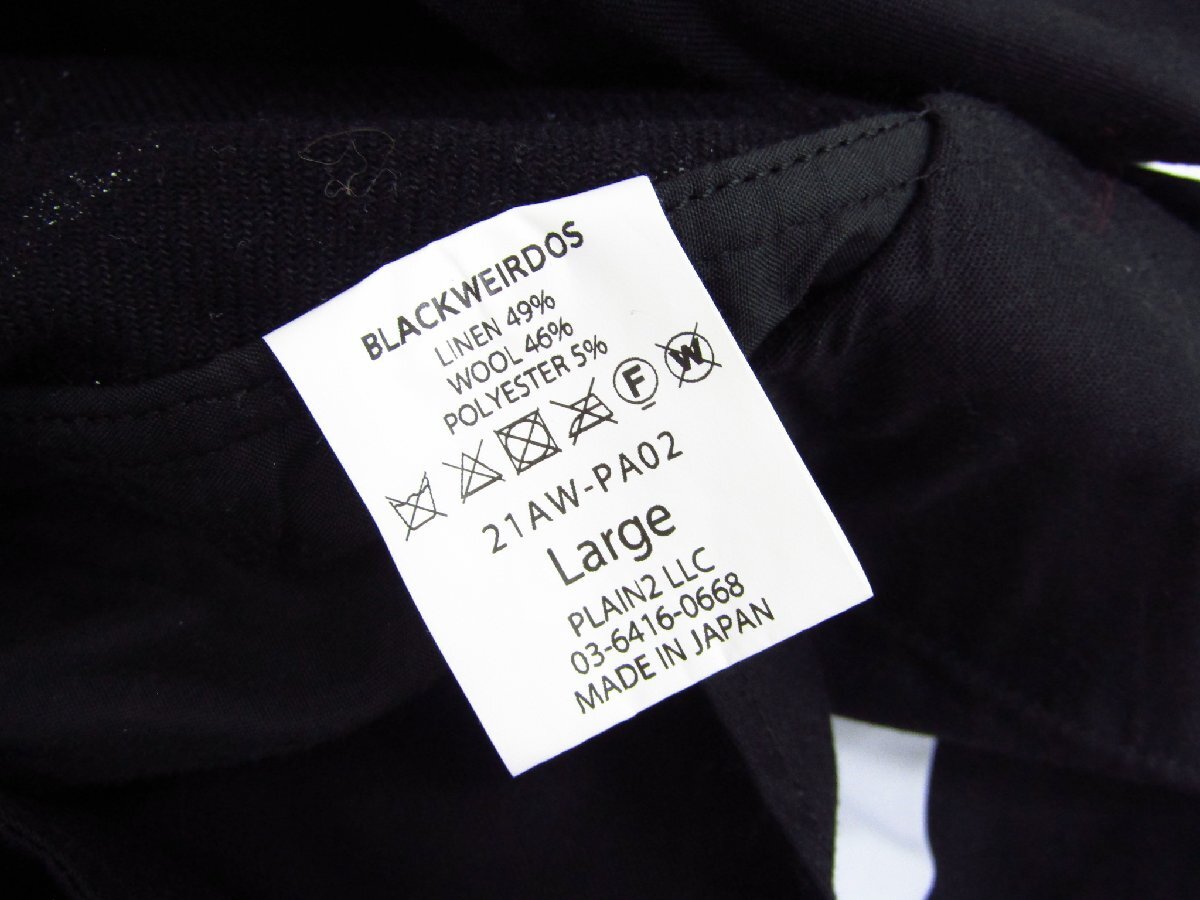 BLACKWEIRDOS
LINEN 49%
WOOL 46%
POLYESTER 5%
F W
21AW-PA02
Large
PLAIN2 LLC
03-6416-0668
MADE IN JAPAN